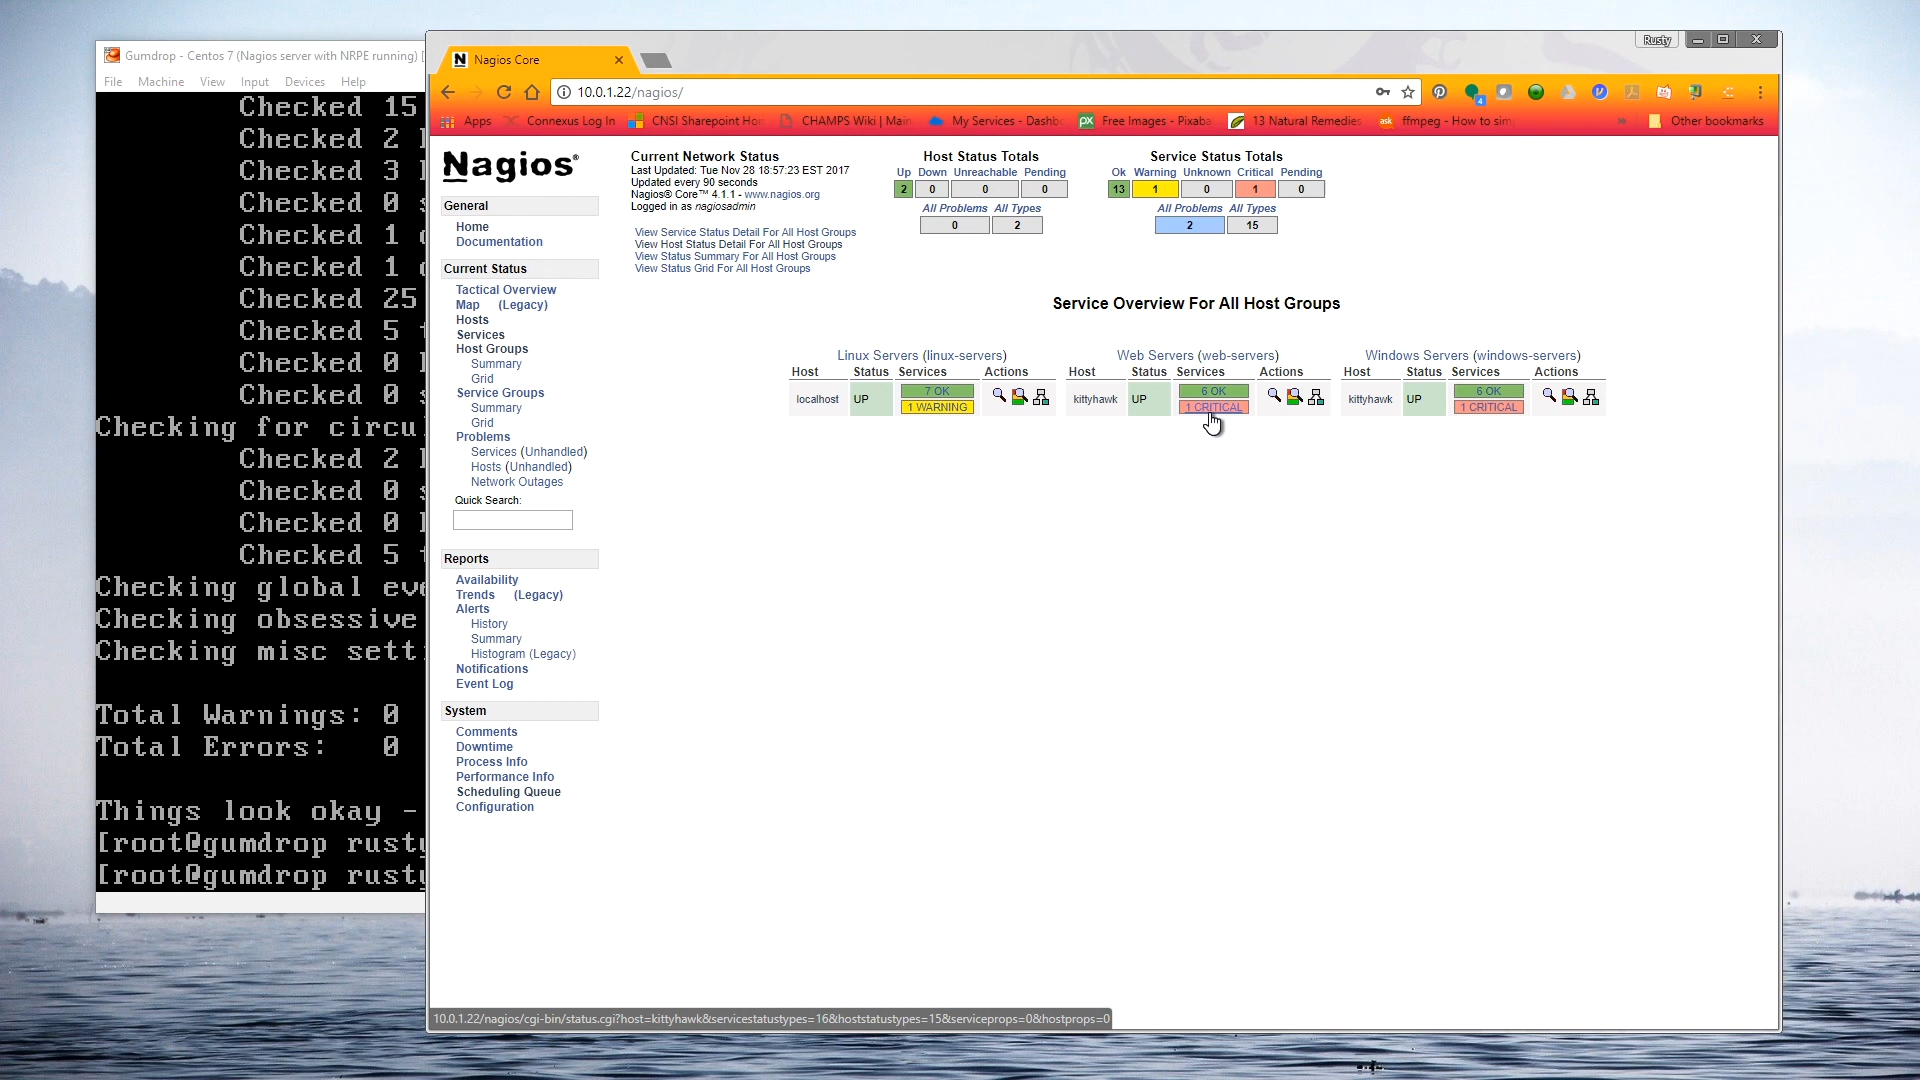 Gumdrop - Centos 7 (Nagios server with NRPE running) [
File Machine View Input Devices Help
Checked 15
Checked 2
Checked 3
Checked 0
Checked 1
Checked 1
Checked 25
Checked 5
Checked 0
Checked 0
Checking for
Checked 2
Checked 0
Checked 0
Checked 5
Checking global
Checking obsessive
Checking misc
Total Warnings: 0
Total Errors: 0
Things look okay -
[root@gumdrop
[root@gumdrop
Rusty
Nagios Core
10.0.1.22/nagios/
4
Apps Connexus Log In CNSI Sharepoint CHAMPS Wiki | Main My Services - Free Images - 13 Natural Remedies ask ffmpeg - How to » Other bookmarks
Nagios®
General
Home
Documentation
Current Status
Tactical Overview
Map (Legacy)
Hosts
Services
Host Groups
Summary
Grid
Service Groups
Summary
Grid
Problems
Services (Unhandled)
Hosts (Unhandled)
Network Outages
Quick Search:
Reports
Availability
Trends (Legacy)
Alerts
History
Summary
Histogram (Legacy)
Notifications
Event Log
System
Comments
Downtime
Process Info
Performance Info
Scheduling Queue
Configuration
Current Network Status
Last Updated: Tue Nov 28 18:57:23 EST 2017
Updated every 90 seconds
Nagios® Core™ 4.1.1 - www.nagios.org
Logged in as nagiosadmin
View Service Status Detail For All Host Groups
View Host Status Detail For All Host Groups
View Status Summary For All Host Groups
View Status Grid For All Host Groups
Host Status Totals
Up Down Unreachable Pending
2 0 0 0
All Problems All Types
0 2
Service Status Totals
Ok Warning Unknown Critical Pending
13 1 0 1 0
All Problems All Types
2 15
Service Overview For All Host Groups
Linux Servers (linux-servers)
Host Status Services Actions
localhost UP 7 OK
1 WARNING
Web Servers (web-servers)
Host Status Services Actions
kittyhawk UP 6 OK
1 CRITICAL
Windows Servers (windows-servers)
Host Status Services Actions
kittyhawk UP 6 OK
1 CRITICAL
10.0.1.22/nagios/cgi-bin/status.cgi?host=kittyhawk&servicestatustypes=16&hoststatustypes=15&serviceprops=0&hostprops=0